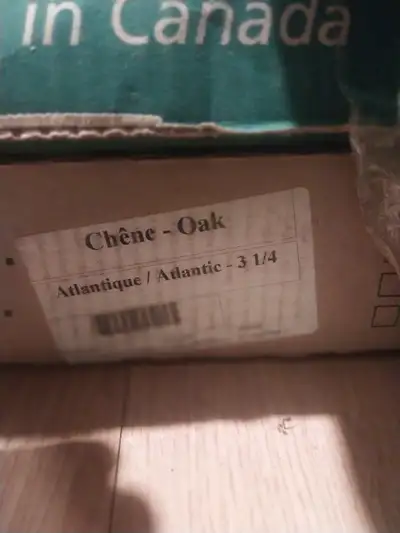 in Canada
Chêne - Oak
Atlantique / Atlantic - 3 1/4